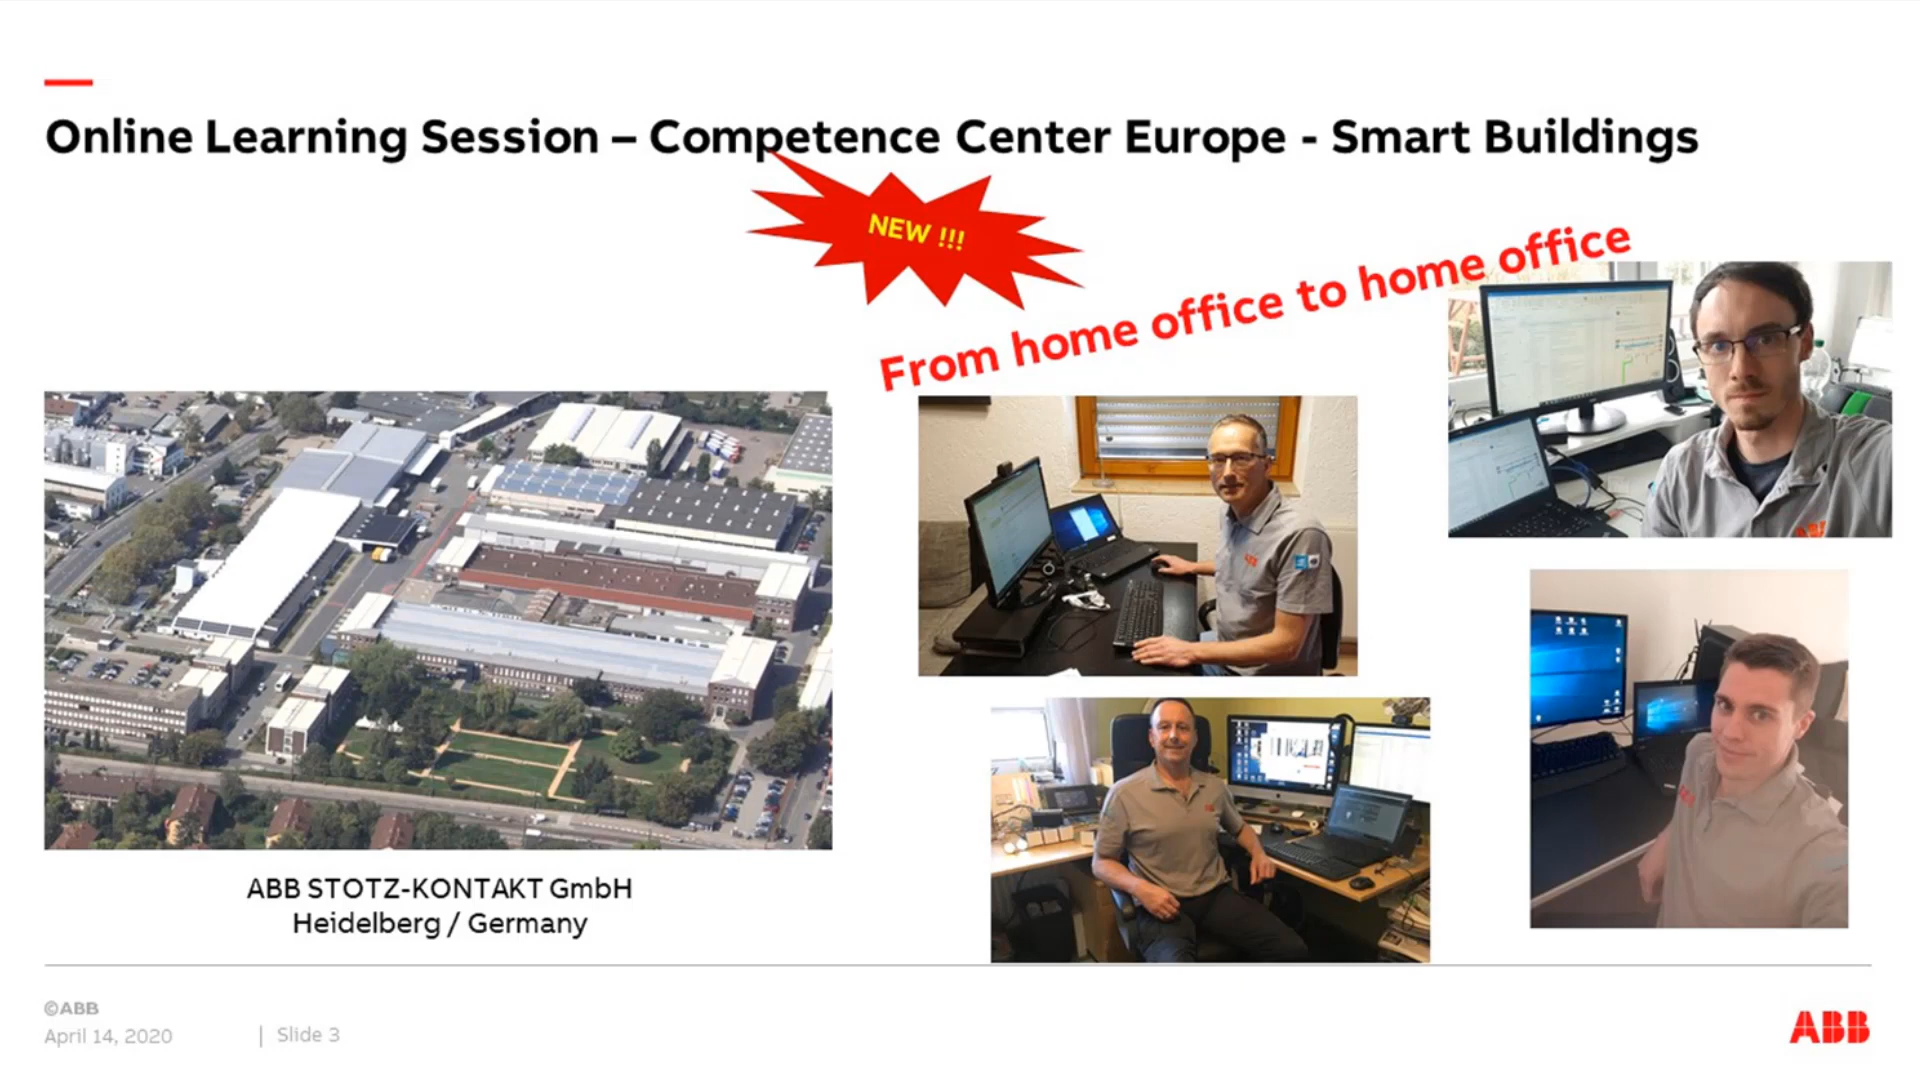 Online Learning Session – Competence Center Europe - Smart Buildings
NEW !!!
From home office to home office
ABB STOTZ-KONTAKT GmbH
Heidelberg / Germany
©ABB
April 14, 2020 | Slide 3
ABB